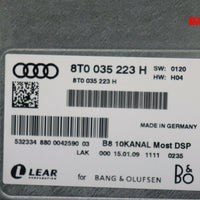 8T0 035 223 H SW: 0120
8T0 035 223 H HW: H04
MADE IN GERMANY
532334 880 0042590 03 B8 10KANAL Most DSP
LAK 000 15.01.09 1111 0235
LEAR for BANG & OLUFSEN B&O
CORPORATION